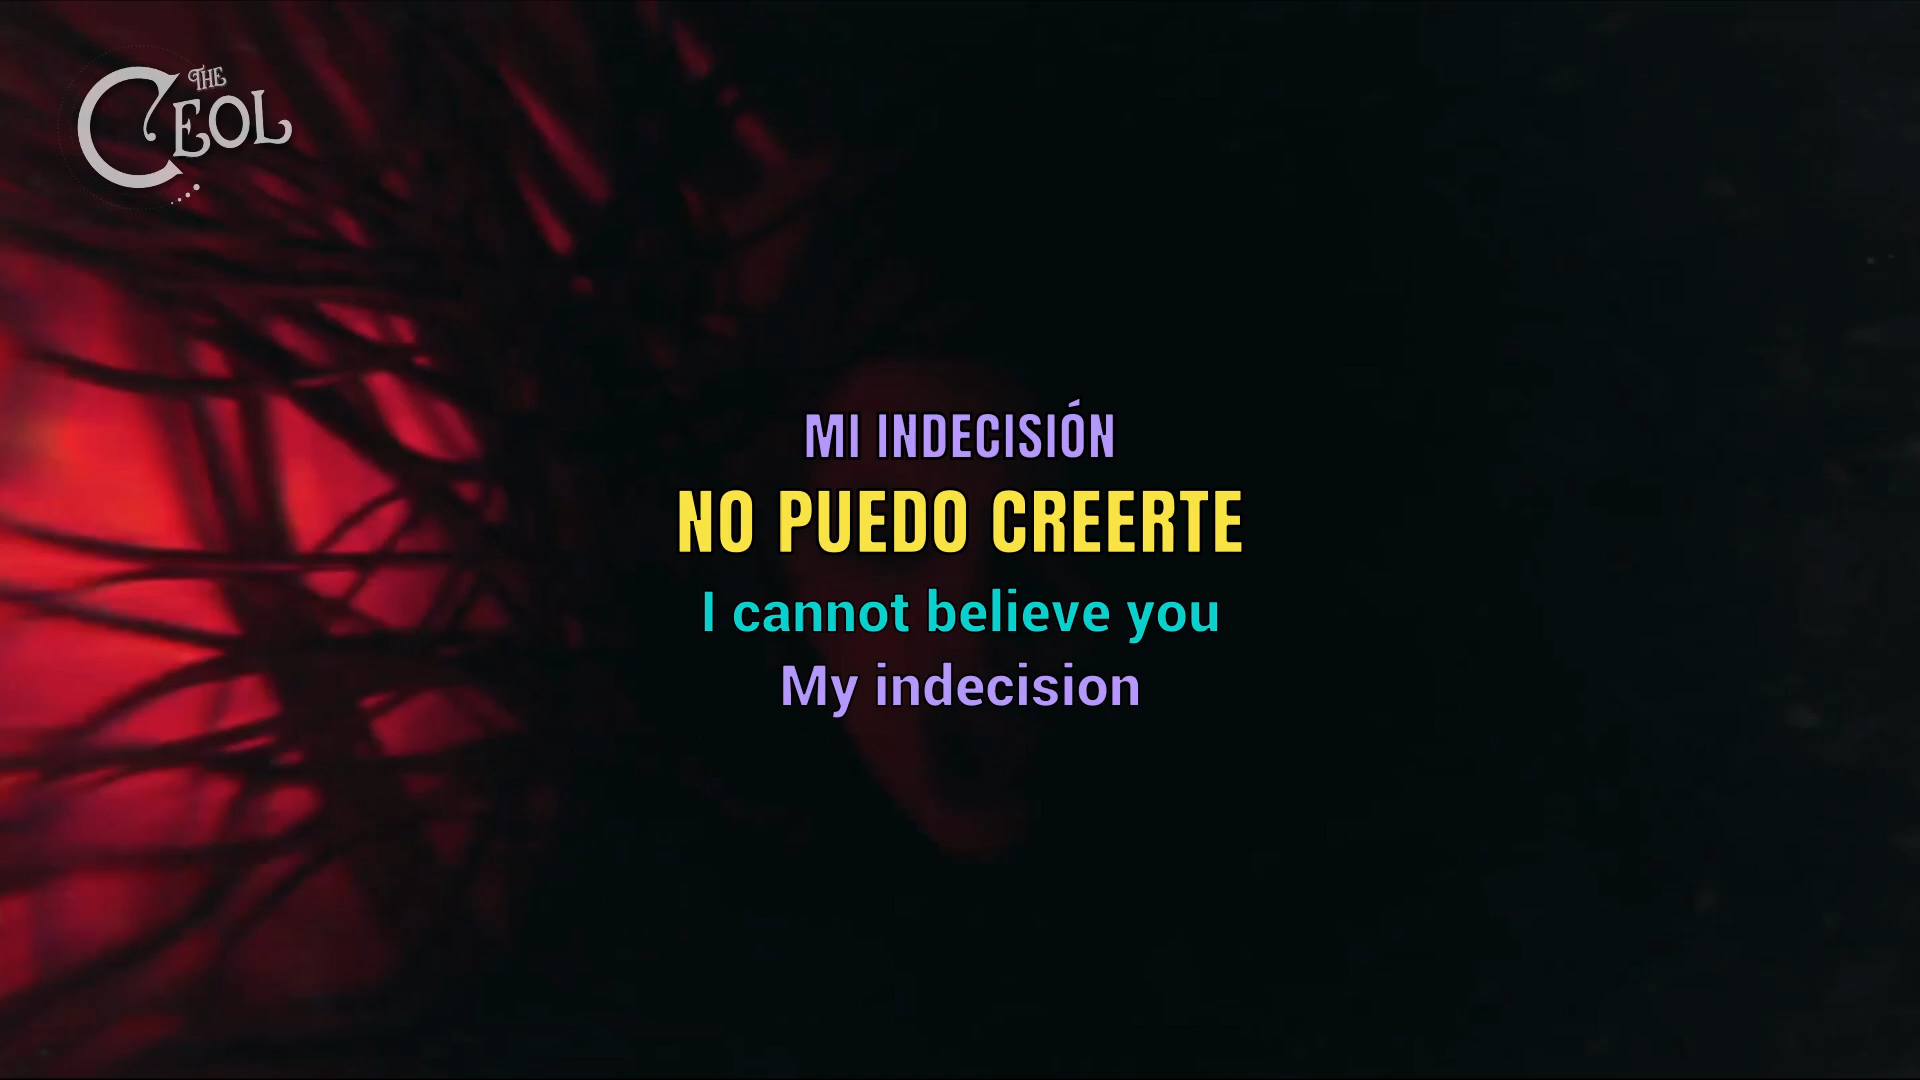 THE
CEOL
MI INDECISIÓN
NO PUEDO CREERTE
I cannot believe you
My indecision